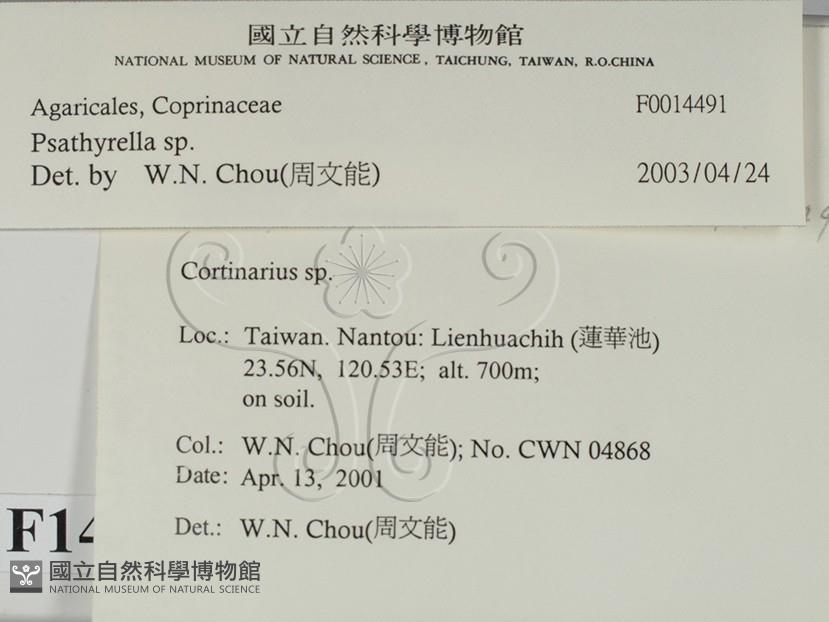 國立自然科學博物館
NATIONAL MUSEUM OF NATURAL SCIENCE, TAICHUNG, TAIWAN, R.O.CHINA
Agaricales, Coprinaceae F0014491
Psathyrella sp.
Det. by W.N. Chou(周文能) 2003/04/24
Cortinarius sp.
Loc.: Taiwan. Nantou: Lienhuachih (蓮華池)
23.56N, 120.53E; alt. 700m;
on soil.
Col.: W.N. Chou(周文能); No. CWN 04868
Date: Apr. 13, 2001
Det.: W.N. Chou(周文能)
F14
國立自然科學博物館
NATIONAL MUSEUM OF NATURAL SCIENCE